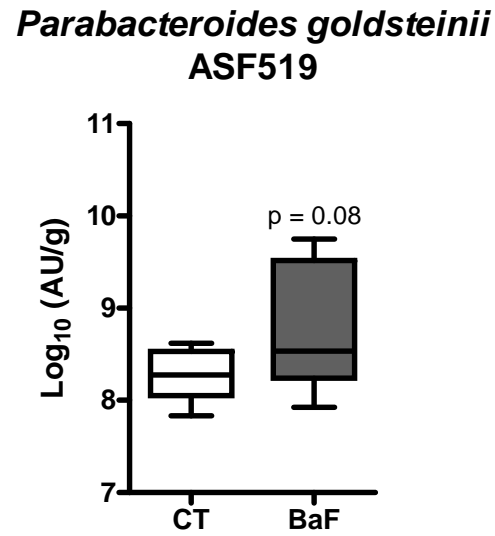 Parabacteroides goldsteinii
ASF519
11
10
9
8
7
Log10 (AU/g)
p = 0.08
CT BaF